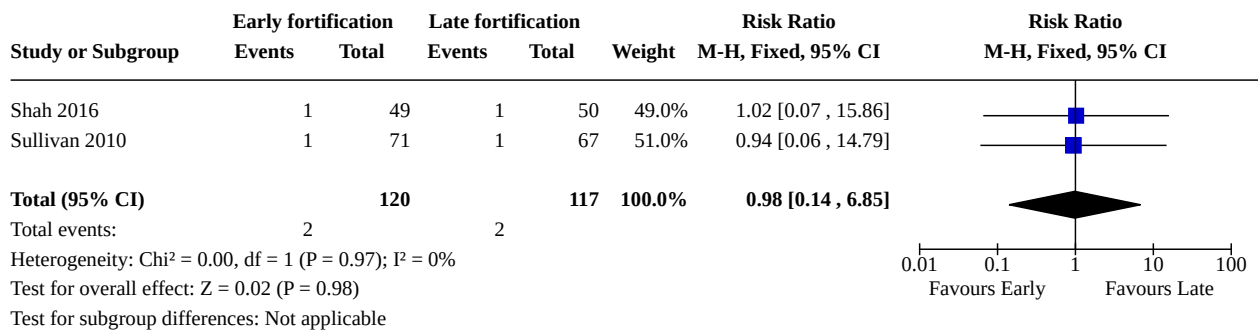 Early fortification Late fortification Risk Ratio Risk Ratio
Study or Subgroup Events Total Events Total Weight M-H, Fixed, 95% CI M-H, Fixed, 95% CI
Shah 2016 1 49 1 50 49.0% 1.02 [0.07 , 15.86]
Sullivan 2010 1 71 1 67 51.0% 0.94 [0.06 , 14.79]
Total (95% CI) 120 117 100.0% 0.98 [0.14 , 6.85]
Total events: 2 2
Heterogeneity: Chi² = 0.00, df = 1 (P = 0.97); I² = 0%
Test for overall effect: Z = 0.02 (P = 0.98)
Test for subgroup differences: Not applicable
0.01 0.1 1 10 100
Favours Early Favours Late